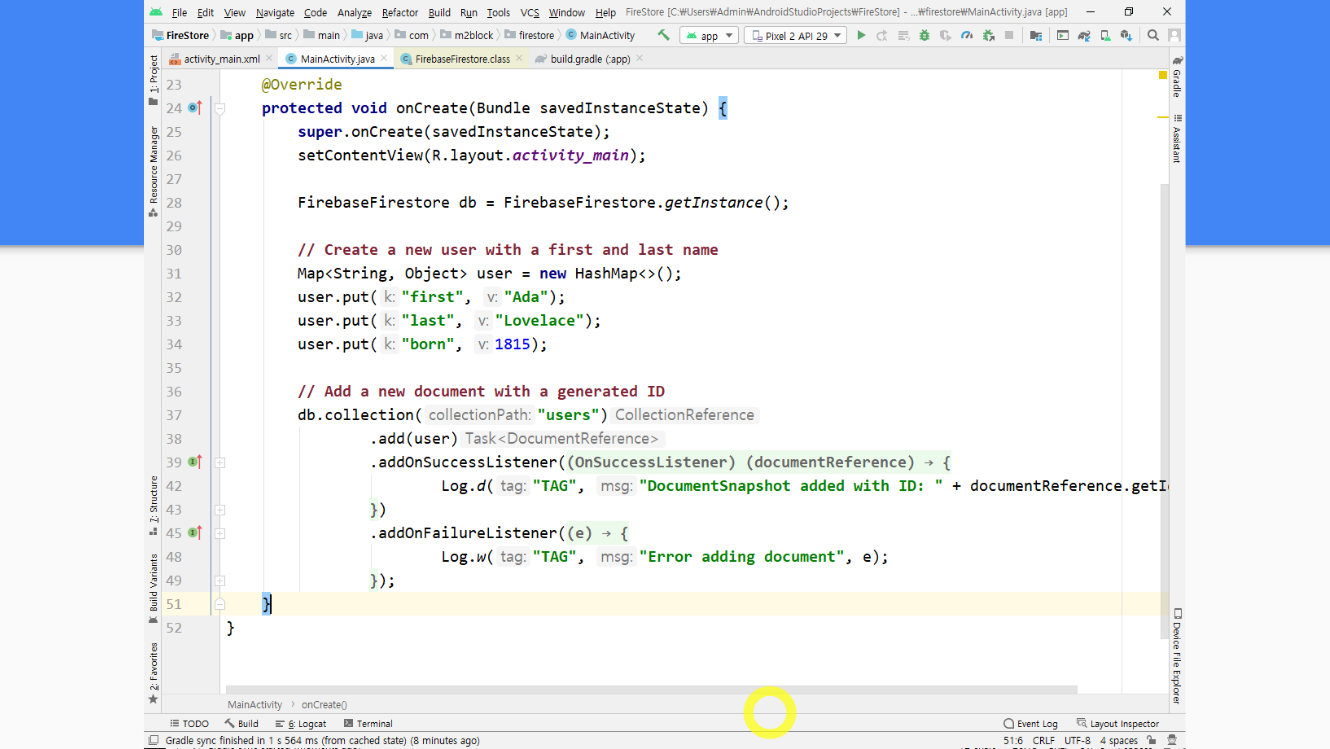 File Edit View Navigate Code Analyze Refactor Build Run Tools VCS Window Help FireStore [C:₩Users₩Admin₩AndroidStudioProjects₩FireStore] - ...₩firestore₩MainActivity.java [app]
FireStore app src main java com m2block firestore MainActivity app Pixel 2 API 29
activity_main.xml MainActivity.java FirebaseFirestore.class build.gradle (:app)
1: Project
Resource Manager
7: Structure
Build Variants
2: Favorites
23 @Override
24 protected void onCreate(Bundle savedInstanceState) {
25 super.onCreate(savedInstanceState);
26 setContentView(R.layout.activity_main);
27
28 FirebaseFirestore db = FirebaseFirestore.getInstance();
29
30 // Create a new user with a first and last name
31 Map<String, Object> user = new HashMap<>();
32 user.put( k: "first", v: "Ada");
33 user.put( k: "last", v: "Lovelace");
34 user.put( k: "born", v: 1815);
35
36 // Add a new document with a generated ID
37 db.collection( collectionPath: "users") CollectionReference
38 .add(user) Task<DocumentReference>
39 .addOnSuccessListener((OnSuccessListener) (documentReference) → {
42 Log.d( tag: "TAG", msg: "DocumentSnapshot added with ID: " + documentReference.getId
43 })
45 .addOnFailureListener((e) → {
48 Log.w( tag: "TAG", msg: "Error adding document", e);
49 });
51 }
52 }
Gradle
Assistant
Device File Explorer
MainActivity onCreate()
TODO Build 6: Logcat Terminal Event Log Layout Inspector
Gradle sync finished in 1 s 564 ms (from cached state) (8 minutes ago) 51:6 CRLF UTF-8 4 spaces